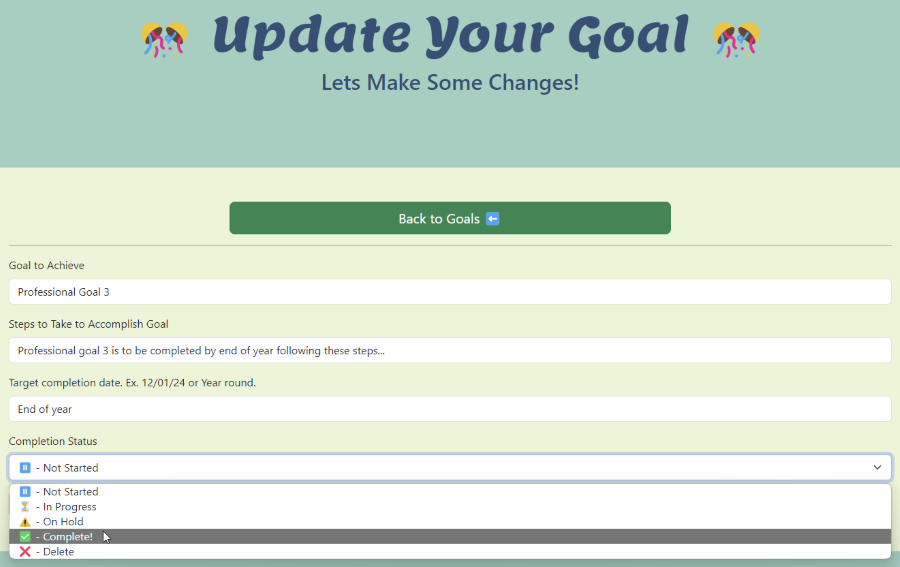 Update Your Goal
Lets Make Some Changes!
Back to Goals
Goal to Achieve
Professional Goal 3
Steps to Take to Accomplish Goal
Professional goal 3 is to be completed by end of year following these steps...
Target completion date. Ex. 12/01/24 or Year round.
End of year
Completion Status
- Not Started
- Not Started
- In Progress
- On Hold
- Complete!
- Delete